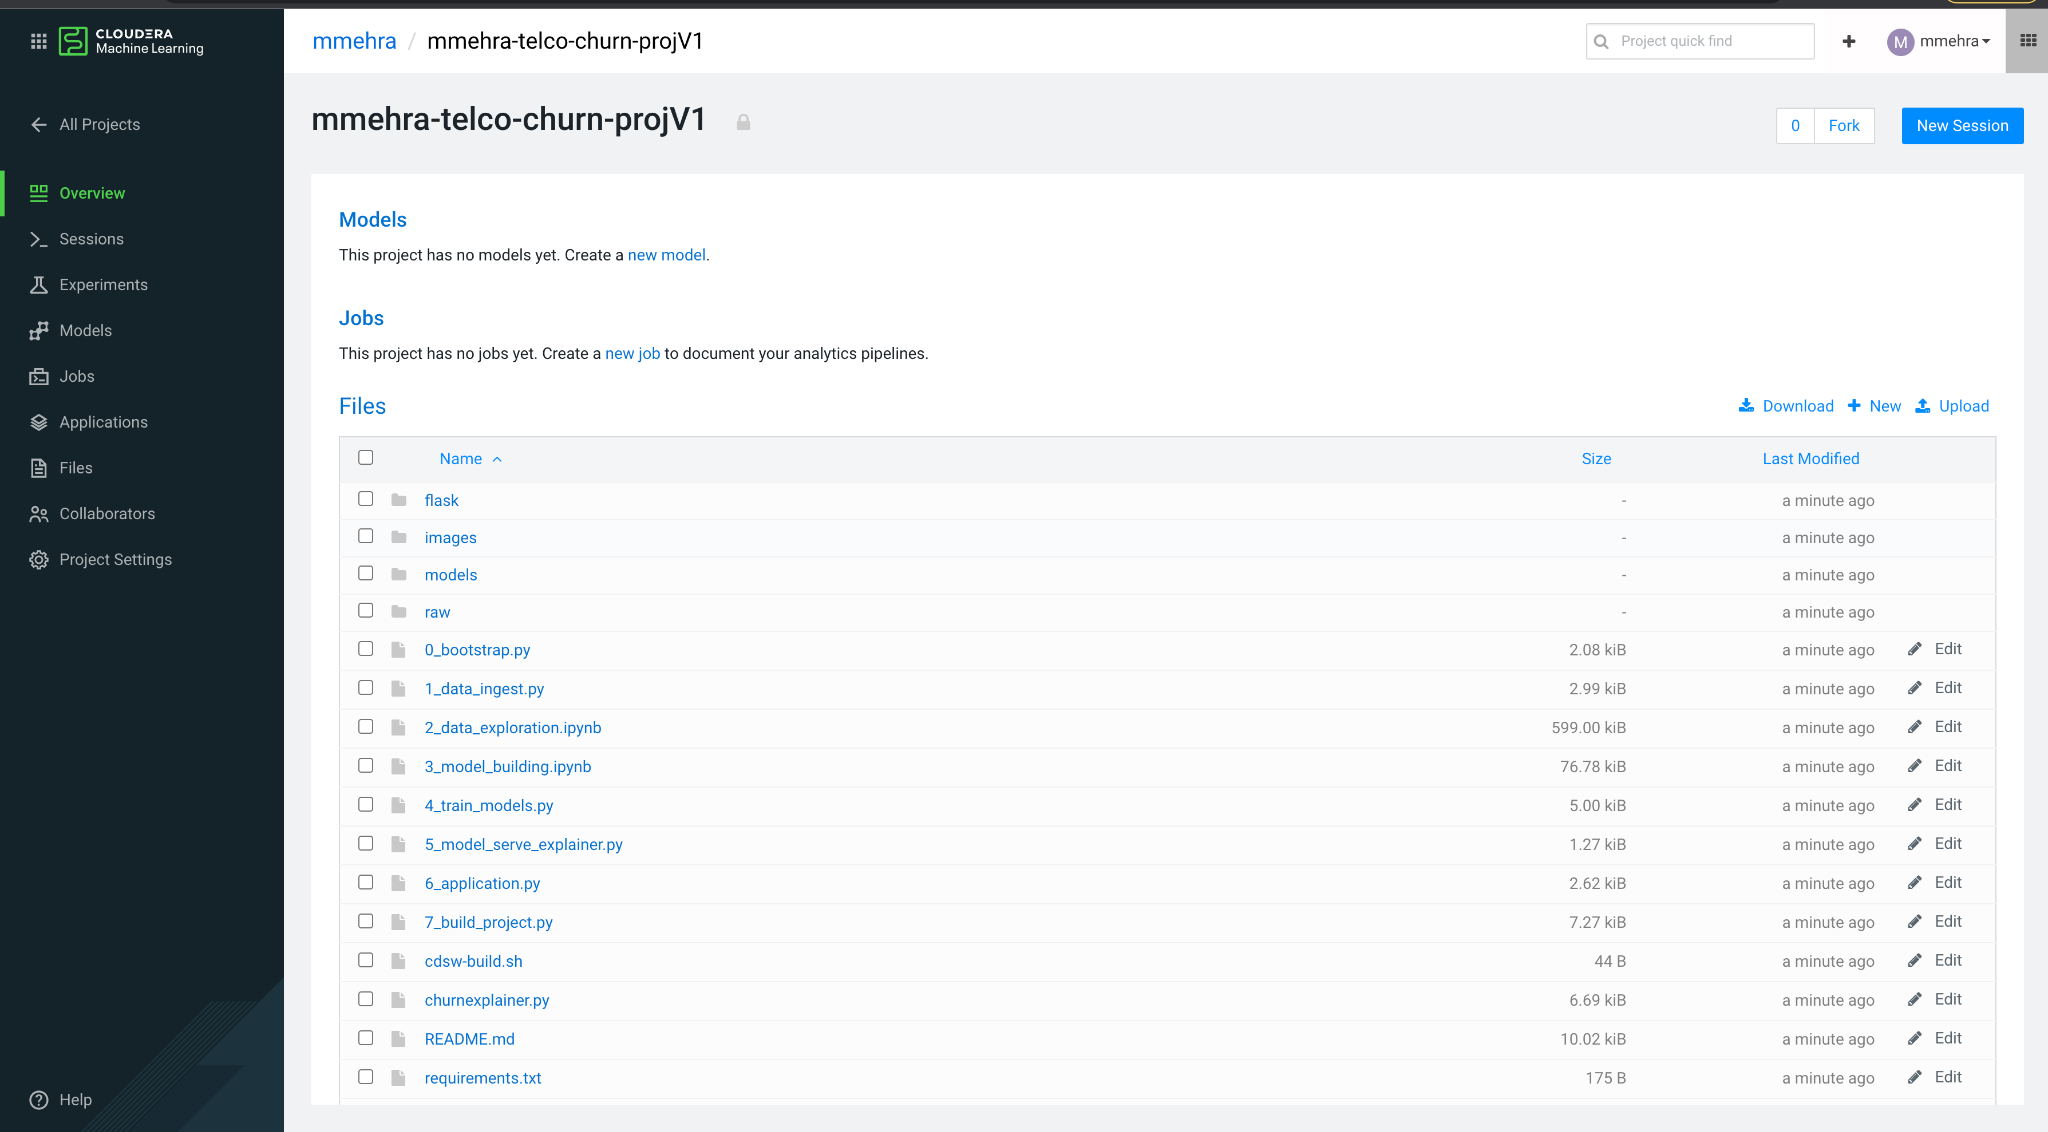 CLOUDERA
Machine Learning
mmehra / mmehra-telco-churn-projV1
Project quick find
M mmehra
All Projects
Overview
Sessions
Experiments
Models
Jobs
Applications
Files
Collaborators
Project Settings
Help
mmehra-telco-churn-projV1
0 Fork New Session
Models
This project has no models yet. Create a new model.
Jobs
This project has no jobs yet. Create a new job to document your analytics pipelines.
Files
Download New Upload
Name Size Last Modified
flask - a minute ago
images - a minute ago
models - a minute ago
raw - a minute ago
0_bootstrap.py 2.08 kiB a minute ago Edit
1_data_ingest.py 2.99 kiB a minute ago Edit
2_data_exploration.ipynb 599.00 kiB a minute ago Edit
3_model_building.ipynb 76.78 kiB a minute ago Edit
4_train_models.py 5.00 kiB a minute ago Edit
5_model_serve_explainer.py 1.27 kiB a minute ago Edit
6_application.py 2.62 kiB a minute ago Edit
7_build_project.py 7.27 kiB a minute ago Edit
cdsw-build.sh 44 B a minute ago Edit
churnexplainer.py 6.69 kiB a minute ago Edit
README.md 10.02 kiB a minute ago Edit
requirements.txt 175 B a minute ago Edit